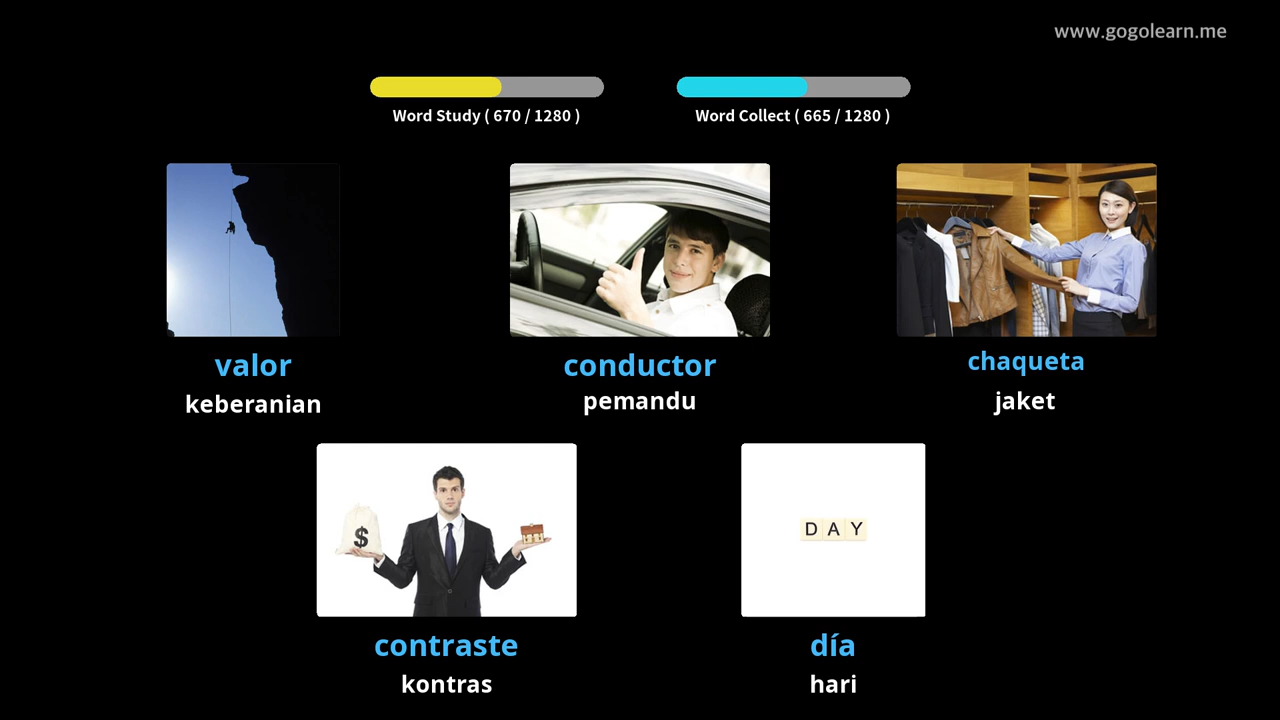 www.gogolearn.me
Word Study ( 670 / 1280 )
Word Collect ( 665 / 1280 )
valor
keberanian
conductor
pemandu
chaqueta
jaket
$
DAY
contraste
kontras
día
hari